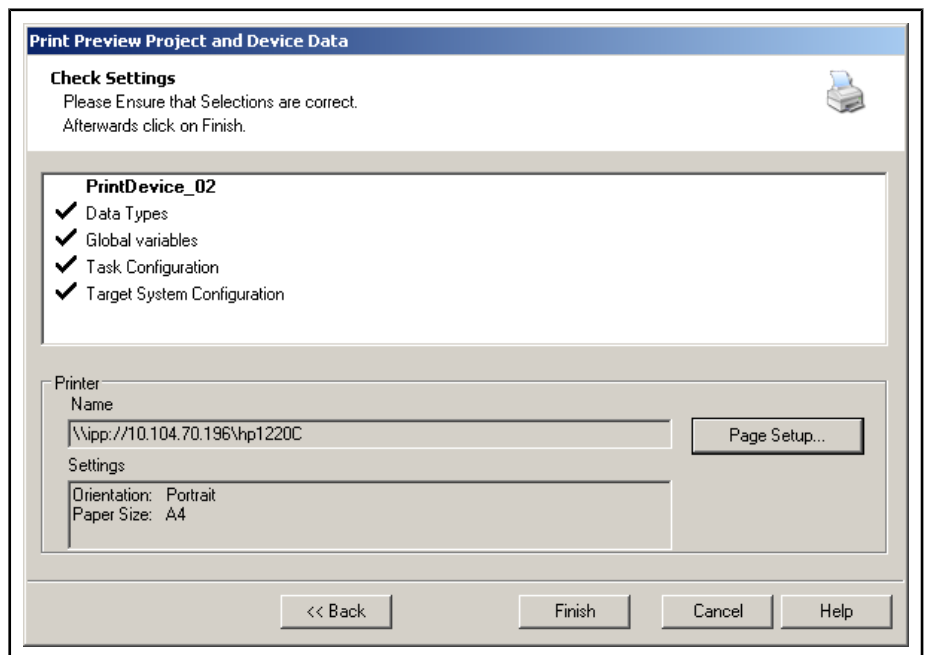 Print Preview Project and Device Data
Check Settings
Please Ensure that Selections are correct.
Afterwards click on Finish.
PrintDevice_02
Data Types
Global variables
Task Configuration
Target System Configuration
Printer
Name
\\ipp://10.104.70.196\hp1220C
Page Setup...
Settings
Orientation: Portrait
Paper Size: A4
<< Back
Finish
Cancel
Help